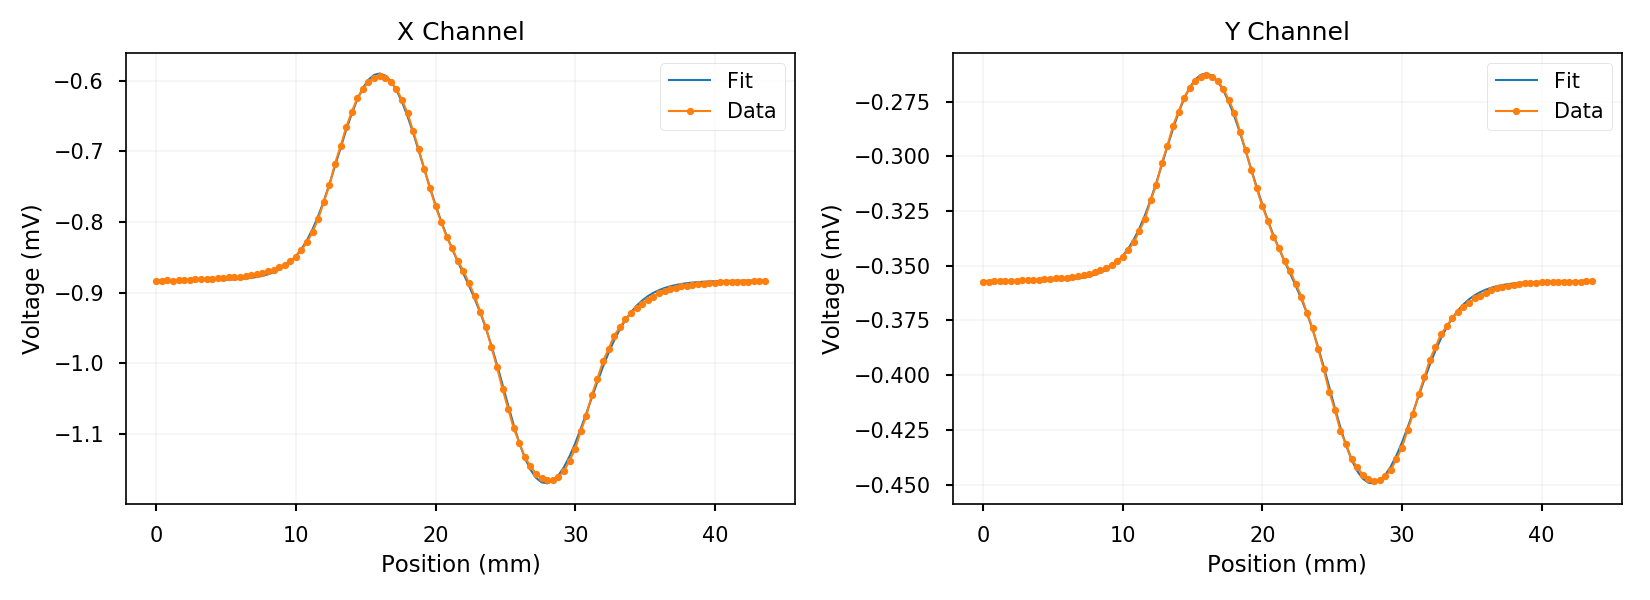 X Channel
Voltage (mV)
−0.6
−0.7
−0.8
−0.9
−1.0
−1.1
Fit
Data
0
10
20
30
40
Position (mm)
Y Channel
Voltage (mV)
−0.275
−0.300
−0.325
−0.350
−0.375
−0.400
−0.425
−0.450
Fit
Data
0
10
20
30
40
Position (mm)